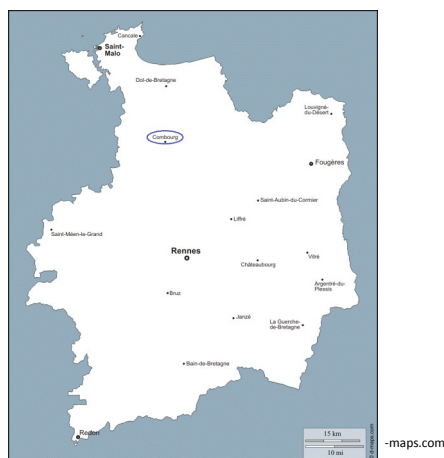 Cancale
Saint-
Malo
Dol-de-Bretagne
Louvigné-
du-Désert
Combourg
Fougères
Saint-Aubin-du-Cormier
Liffré
Saint-Méen-le-Grand
Rennes
Châteaubourg
Vitré
Argentré-du-
Plessis
Bruz
Janzé
La Guerche-
de-Bretagne
Bain-de-Bretagne
Redon
15 km
10 mi
© d-maps.com
-maps.com